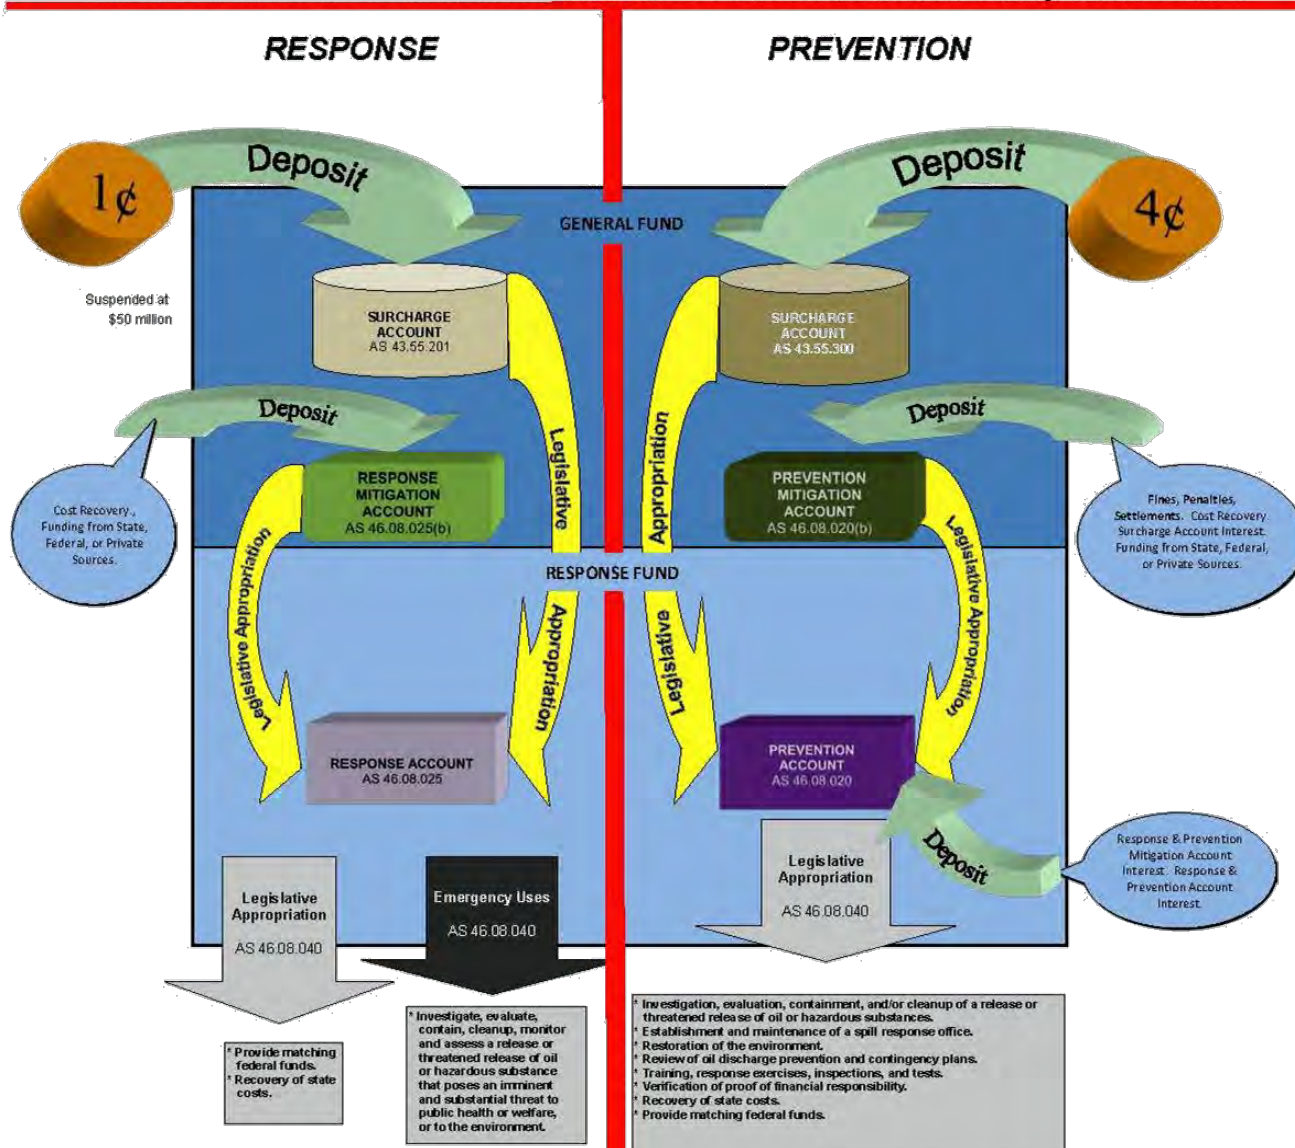 RESPONSE
PREVENTION
1¢
Deposit
Deposit
4¢
GENERAL FUND
Suspended at
$50 million
SURCHARGE
ACCOUNT
AS 43.55.201
SURCHARGE
ACCOUNT
AS 43.55.300
Deposit
Deposit
Legislative
Appropriation
Appropriation
Legislative
RESPONSE
MITIGATION
ACCOUNT
AS 46.08.025(b)
PREVENTION
MITIGATION
ACCOUNT
AS 46.08.020(b)
Cost Recovery ,
Funding from State,
Federal, or Private
Sources.
Fines, Penalties,
Settlements. Cost Recovery
Surcharge Account Interest.
Funding from State, Federal,
or Private Sources.
Legislative Appropriation
Legislative Appropriation
RESPONSE FUND
RESPONSE ACCOUNT
AS 46.08.025
PREVENTION
ACCOUNT
AS 46.08.020
Deposit
Response & Prevention
Mitigation Account
Interest. Response &
Prevention Account
Interest.
Legislative
Appropriation
AS 46.08.040
Emergency Uses
AS 46.08.040
Legislative
Appropriation
AS 46.08.040
* Provide matching
federal funds.
* Recovery of state
costs.
* Investigate, evaluate,
contain, cleanup, monitor
and assess a release or
threatened release of oil
or hazardous substance
that poses an imminent
and substantial threat to
public health or welfare,
or to the environment.
* Investigation, evaluation, containment, and/or cleanup of a release or
threatened release of oil or hazardous substances.
* Establishment and maintenance of a spill response office.
* Restoration of the environment.
* Review of oil discharge prevention and contingency plans.
* Training, response exercises, inspections, and tests.
* Verification of proof of financial responsibility.
* Recovery of state costs.
* Provide matching federal funds.